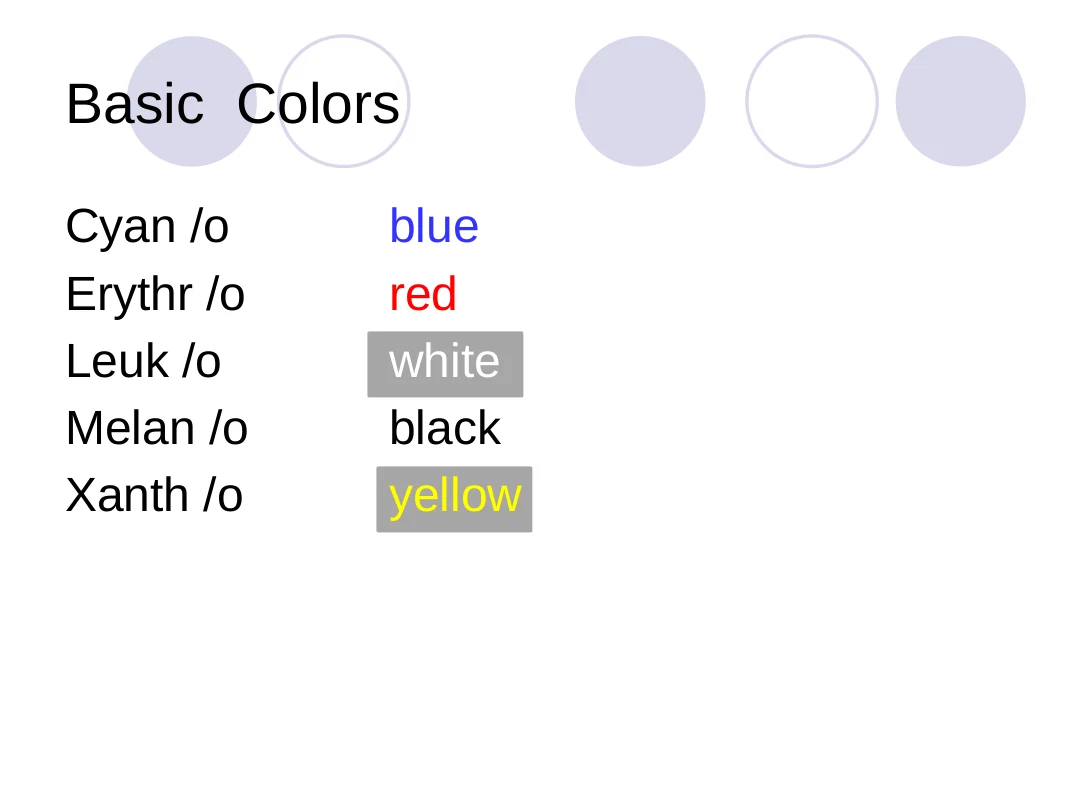 Basic  Colors
Cyan /o blue
Erythr /o red
Leuk /o white
Melan /o black
Xanth /o yellow